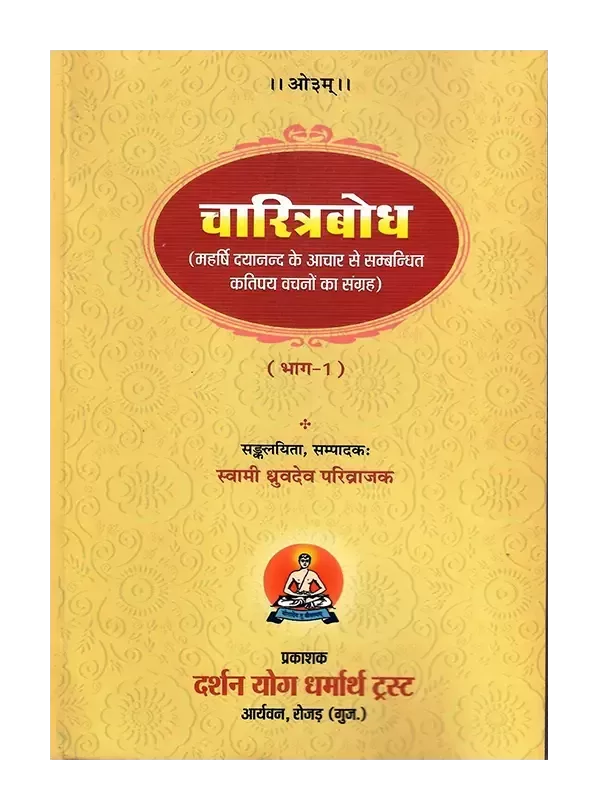 ।। ओ३म् ।।
चारित्रबोध
(महर्षि दयानन्द के आचार से सम्बन्धित
कतिपय वचनों का संग्रह)
( भाग-1 )
सङ्कलयिता, सम्पादकः
स्वामी ध्रुवदेव परिव्राजक
प्रकाशक
दर्शन योग धर्मार्थ ट्रस्ट
आर्यवन, रोजड़ (गुज.)